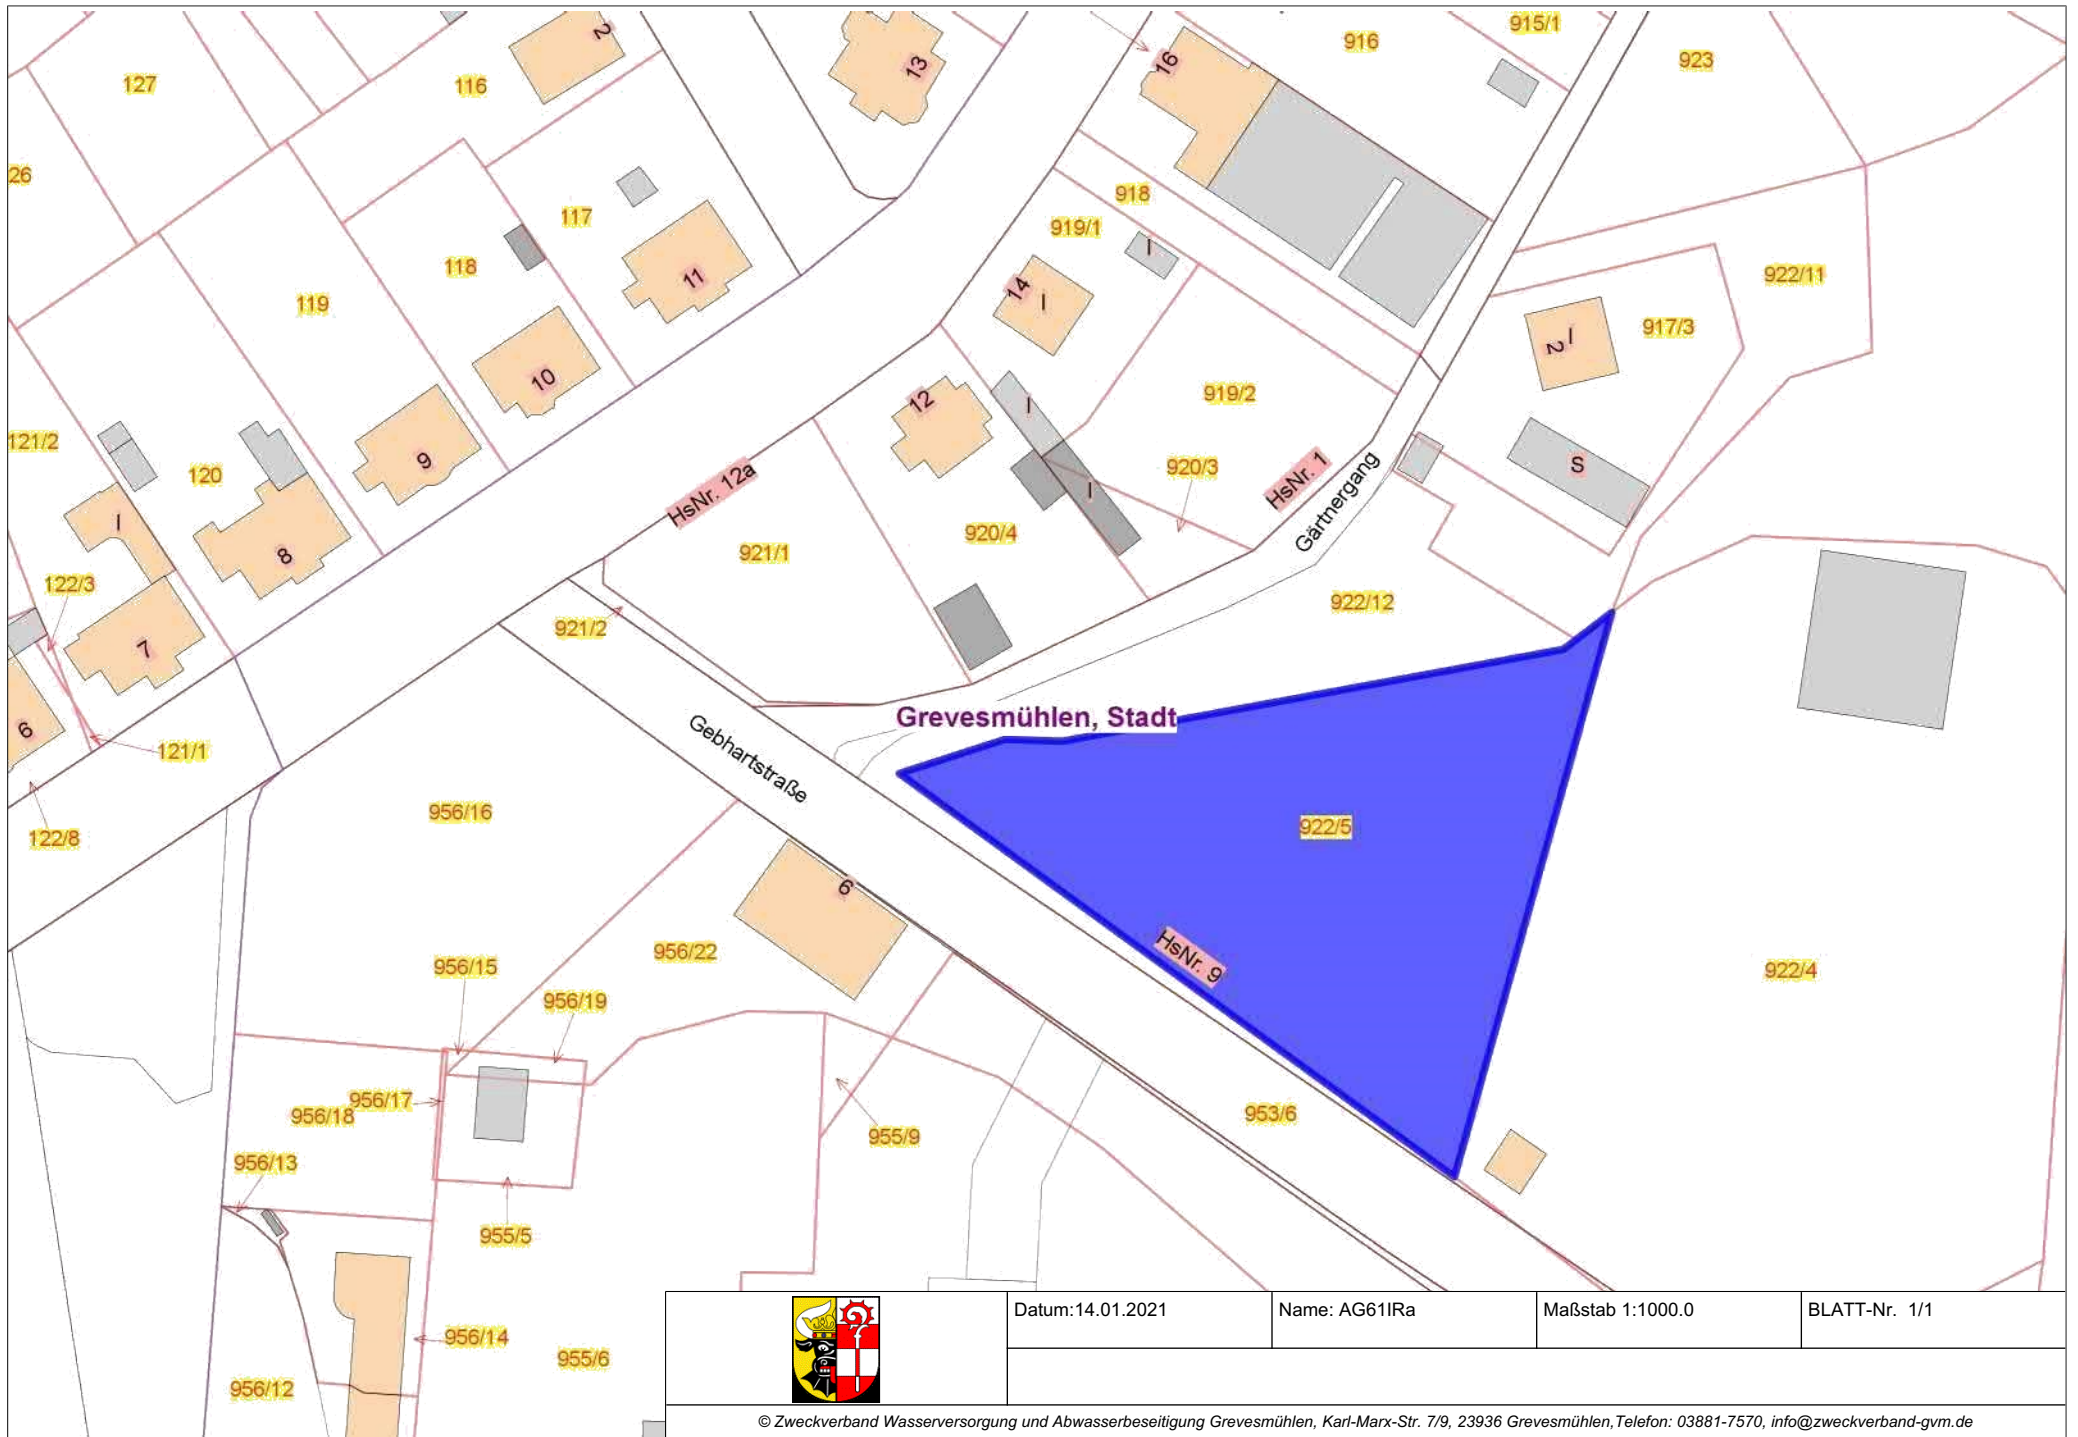 915/1
916
923
127
116
2
13
16
26
117
918
919/1
118
11
14
I
I
922/11
917/3
119
2
I
10
919/2
12
I
121/2
9
120
920/3
HsNr. 1
S
HsNr. 12a
Gärtnergang
I
I
8
921/1
920/4
122/3
922/12
921/2
7
6
Grevesmühlen, Stadt
121/1
Gebhartstraße
956/16
922/5
122/8
6
HsNr. 9
956/22
956/15
922/4
956/19
956/17
956/18
953/6
955/9
956/13
955/5
956/14
955/6
956/12
Datum:14.01.2021
Name: AG61IRa
Maßstab 1:1000.0
BLATT-Nr. 1/1
© Zweckverband Wasserversorgung und Abwasserbeseitigung Grevesmühlen, Karl-Marx-Str. 7/9, 23936 Grevesmühlen,Telefon: 03881-7570, info@zweckverband-gvm.de